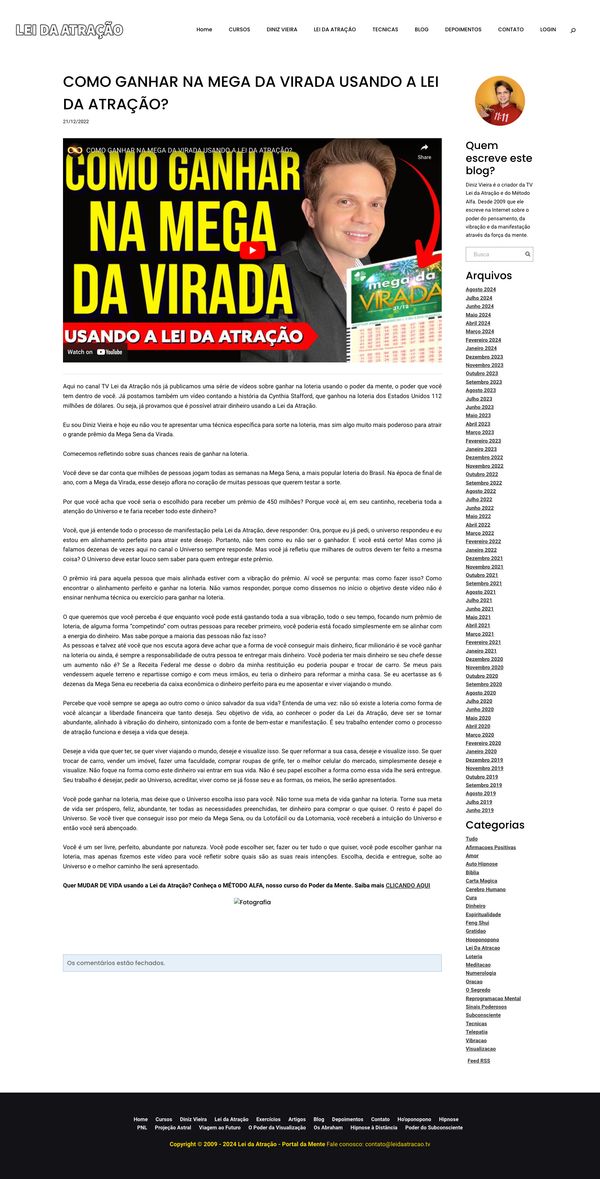 LEI DA ATRAÇÃO
Home CURSOS DINIZ VIEIRA LEI DA ATRAÇÃO TECNICAS BLOG DEPOIMENTOS CONTATO LOGIN
COMO GANHAR NA MEGA DA VIRADA USANDO A LEI
DA ATRAÇÃO?
21/12/2022
COMO GANHAR NA MEGA DA VIRADA USANDO A LEI DA ATRAÇÃO?
Share
COMO GANHAR
NA MEGA
DA VIRADA
USANDO A LEI DA ATRAÇÃO
mega da
VIRADA
31/12
Watch on YouTube
Aqui no canal TV Lei da Atração nós já publicamos uma série de vídeos sobre ganhar na loteria usando o poder da mente, o poder que você
tem dentro de você. Já postamos também um vídeo contando a história da Cynthia Stafford, que ganhou na loteria dos Estados Unidos 112
milhões de dólares. Ou seja, já provamos que é possível atrair dinheiro usando a Lei da Atração.
Eu sou Diniz Vieira e hoje eu não vou te apresentar uma técnica específica para sorte na loteria, mas sim algo muito mais poderoso para atrair
o grande prêmio da Mega Sena da Virada.
Comecemos refletindo sobre suas chances reais de ganhar na loteria.
Você deve se dar conta que milhões de pessoas jogam todas as semanas na Mega Sena, a mais popular loteria do Brasil. Na época de final de
ano, com a Mega da Virada, esse desejo aflora no coração de muitas pessoas que querem testar a sorte.
Por que você acha que você seria o escolhido para receber um prêmio de 450 milhões? Porque você aí, em seu cantinho, receberia toda a
atenção do Universo e te faria receber todo este dinheiro?
Você, que já entende todo o processo de manifestação pela Lei da Atração, deve responder: Ora, porque eu já pedi, o universo respondeu e eu
estou em alinhamento perfeito para atrair este desejo. Portanto, não tem como eu não ser o ganhador. E você está certo! Mas como já
falamos dezenas de vezes aqui no canal o Universo sempre responde. Mas você já refletiu que milhares de outros devem ter feito a mesma
coisa? O Universo deve estar louco sem saber para quem entregar este prêmio.
O prêmio irá para aquela pessoa que mais alinhada estiver com a vibração do prêmio. Aí você se pergunta: mas como fazer isso? Como
encontrar o alinhamento perfeito e ganhar na loteria. Não vamos responder, porque como dissemos no início o objetivo deste vídeo não é
ensinar nenhuma técnica ou exercício para ganhar na loteria.
O que queremos que você perceba é que enquanto você pode está gastando toda a sua vibração, todo o seu tempo, focando num prêmio de
loteria, de alguma forma "competindo" com outras pessoas para receber primeiro, você poderia está focado simplesmente em se alinhar com
a energia do dinheiro. Mas sabe porque a maioria das pessoas não faz isso?
As pessoas e talvez até você que nos escuta agora deve achar que a forma de você conseguir mais dinheiro, ficar milionário é se você ganhar
na loteria ou ainda, é sempre a responsabilidade de outra pessoa te entregar mais dinheiro. Você poderia ter mais dinheiro se seu chefe desse
um aumento não é? Se a Receita Federal me desse o dobro da minha restituição eu poderia poupar e trocar de carro. Se meus pais
vendessem aquele terreno e repartisse comigo e com meus irmãos, eu teria o dinheiro para reformar a minha casa. Se eu acertasse as 6
dezenas da Mega Sena eu receberia da caixa econômica o dinheiro perfeito para eu me aposentar e viver viajando o mundo.
Percebe que você sempre se apega ao outro como o único salvador da sua vida? Entenda de uma vez: não só existe a loteria como forma de
você alcançar a liberdade financeira que tanto deseja. Seu objetivo de vida, ao conhecer o poder da Lei da Atração, deve ser se tornar
abundante, alinhado à vibração do dinheiro, sintonizado com a fonte de bem-estar e manifestação. É seu trabalho entender como o processo
de atração funciona e deseja a vida que deseja.
Deseje a vida que quer ter, se quer viver viajando o mundo, deseje e visualize isso. Se quer reformar a sua casa, deseje e visualize isso. Se quer
trocar de carro, vender um imóvel, fazer uma faculdade, comprar roupas de grife, ter o melhor celular do mercado, simplesmente deseje e
visualize. Não foque na forma como este dinheiro vai entrar em sua vida. Não é seu papel escolher a forma como essa vida lhe será entregue.
Seu trabalho é desejar, pedir ao Universo, acreditar, viver como se já fosse seu e as formas, os meios, lhe serão apresentados.
Você pode ganhar na loteria, mas deixe que o Universo escolha isso para você. Não torne sua meta de vida ganhar na loteria. Torne sua meta
de vida ser próspero, feliz, abundante, ter todas as necessidades preenchidas, ter dinheiro para comprar o que quiser. O resto é papel do
Universo. Se você tiver que conseguir isso por meio da Mega Sena, ou da Lotofácil ou da Lotomania, você receberá a intuição do Universo e
então você será abençoado.
Você é um ser livre, perfeito, abundante por natureza. Você pode escolher ser, fazer ou ter tudo o que quiser, você pode escolher ganhar na
loteria, mas apenas fizemos este vídeo para você refletir sobre quais são as suas reais intenções. Escolha, decida e entregue, solte ao
Universo e o melhor caminho lhe será apresentado.
Quer MUDAR DE VIDA usando a Lei da Atração? Conheça o MÉTODO ALFA, nosso curso do Poder da Mente. Saiba mais CLICANDO AQUI
Fotografia
Os comentários estão fechados.
11:11
Quem
escreve este
blog?
Diniz Vieira é o criador da TV
Lei da Atração e do Método
Alfa. Desde 2009 que ele
escreve na Internet sobre o
poder do pensamento, da
vibração e da manifestação
através da força da mente.
Busca
Arquivos
Agosto 2024
Julho 2024
Junho 2024
Maio 2024
Abril 2024
Março 2024
Fevereiro 2024
Janeiro 2024
Dezembro 2023
Novembro 2023
Outubro 2023
Setembro 2023
Agosto 2023
Julho 2023
Junho 2023
Maio 2023
Abril 2023
Março 2023
Fevereiro 2023
Janeiro 2023
Dezembro 2022
Novembro 2022
Outubro 2022
Setembro 2022
Agosto 2022
Julho 2022
Junho 2022
Maio 2022
Abril 2022
Março 2022
Fevereiro 2022
Janeiro 2022
Dezembro 2021
Novembro 2021
Outubro 2021
Setembro 2021
Agosto 2021
Julho 2021
Junho 2021
Maio 2021
Abril 2021
Março 2021
Fevereiro 2021
Janeiro 2021
Dezembro 2020
Novembro 2020
Outubro 2020
Setembro 2020
Agosto 2020
Julho 2020
Junho 2020
Maio 2020
Abril 2020
Março 2020
Fevereiro 2020
Janeiro 2020
Dezembro 2019
Novembro 2019
Outubro 2019
Setembro 2019
Agosto 2019
Julho 2019
Junho 2019
Categorias
Tudo
Afirmacoes Positivas
Amor
Auto Hipnose
Bíblia
Carta Magica
Cerebro Humano
Cura
Dinheiro
Espiritualidade
Feng Shui
Gratidao
Hooponopono
Lei Da Atracao
Loteria
Meditacao
Numerologia
Oracao
O Segredo
Reprogramacao Mental
Sinais Poderosos
Subconsciente
Tecnicas
Telepatia
Vibracao
Visualizacao
Feed RSS
Home Cursos Diniz Vieira Lei da Atração Exercícios Artigos Blog Depoimentos Contato Ho'oponopono Hipnose
PNL Projeção Astral Viagem ao Futuro O Poder da Visualização Os Abraham Hipnose à Distância Poder do Subconsciente
Copyright © 2009 - 2024 Lei da Atração - Portal da Mente Fale conosco: contato@leidaatracao.tv